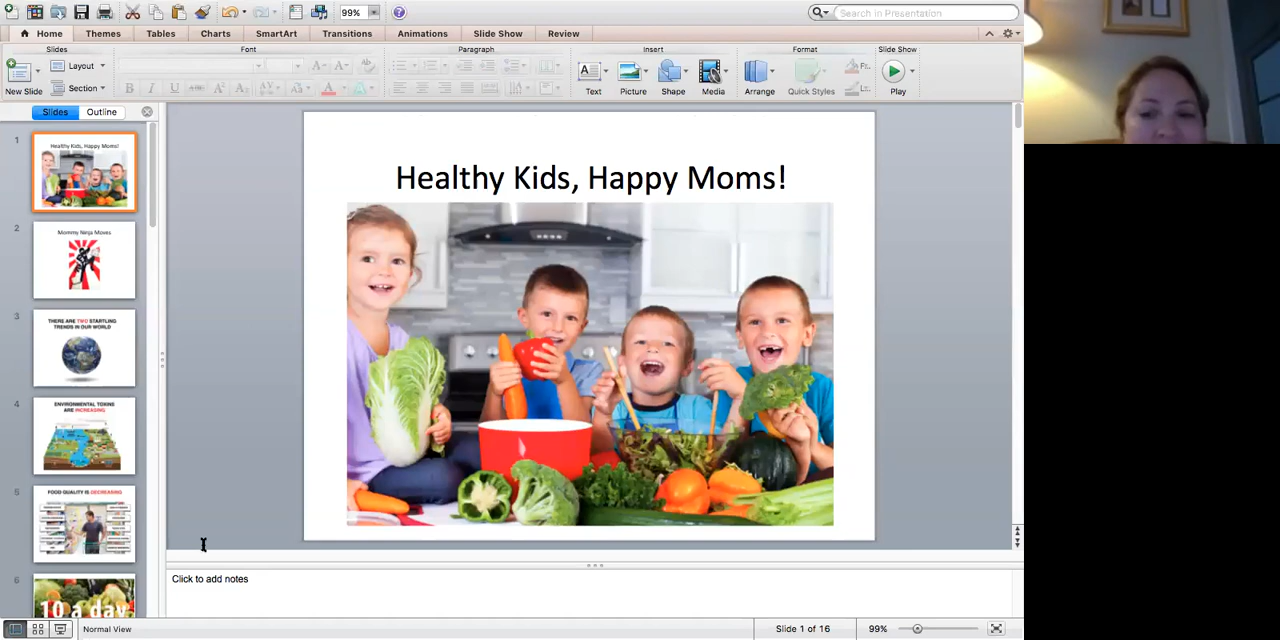 99%
Search in Presentation
Home
Themes
Tables
Charts
SmartArt
Transitions
Animations
Slide Show
Review
Slides
Font
Paragraph
Insert
Format
Slide Show
New Slide
Layout
Section
B I U ABC A A
Text
Picture
Shape
Media
Arrange
Quick Styles
Play
Slides
Outline
1
Healthy Kids, Happy Moms!
2
Mommy Ninja Moves
3
THERE ARE TWO STARTLING
TRENDS IN OUR WORLD
4
ENVIRONMENTAL TOXINS
ARE INCREASING
5
FOOD QUALITY IS DECREASING
6
10 a day
Healthy Kids, Happy Moms!
Click to add notes
Normal View
Slide 1 of 16
99%